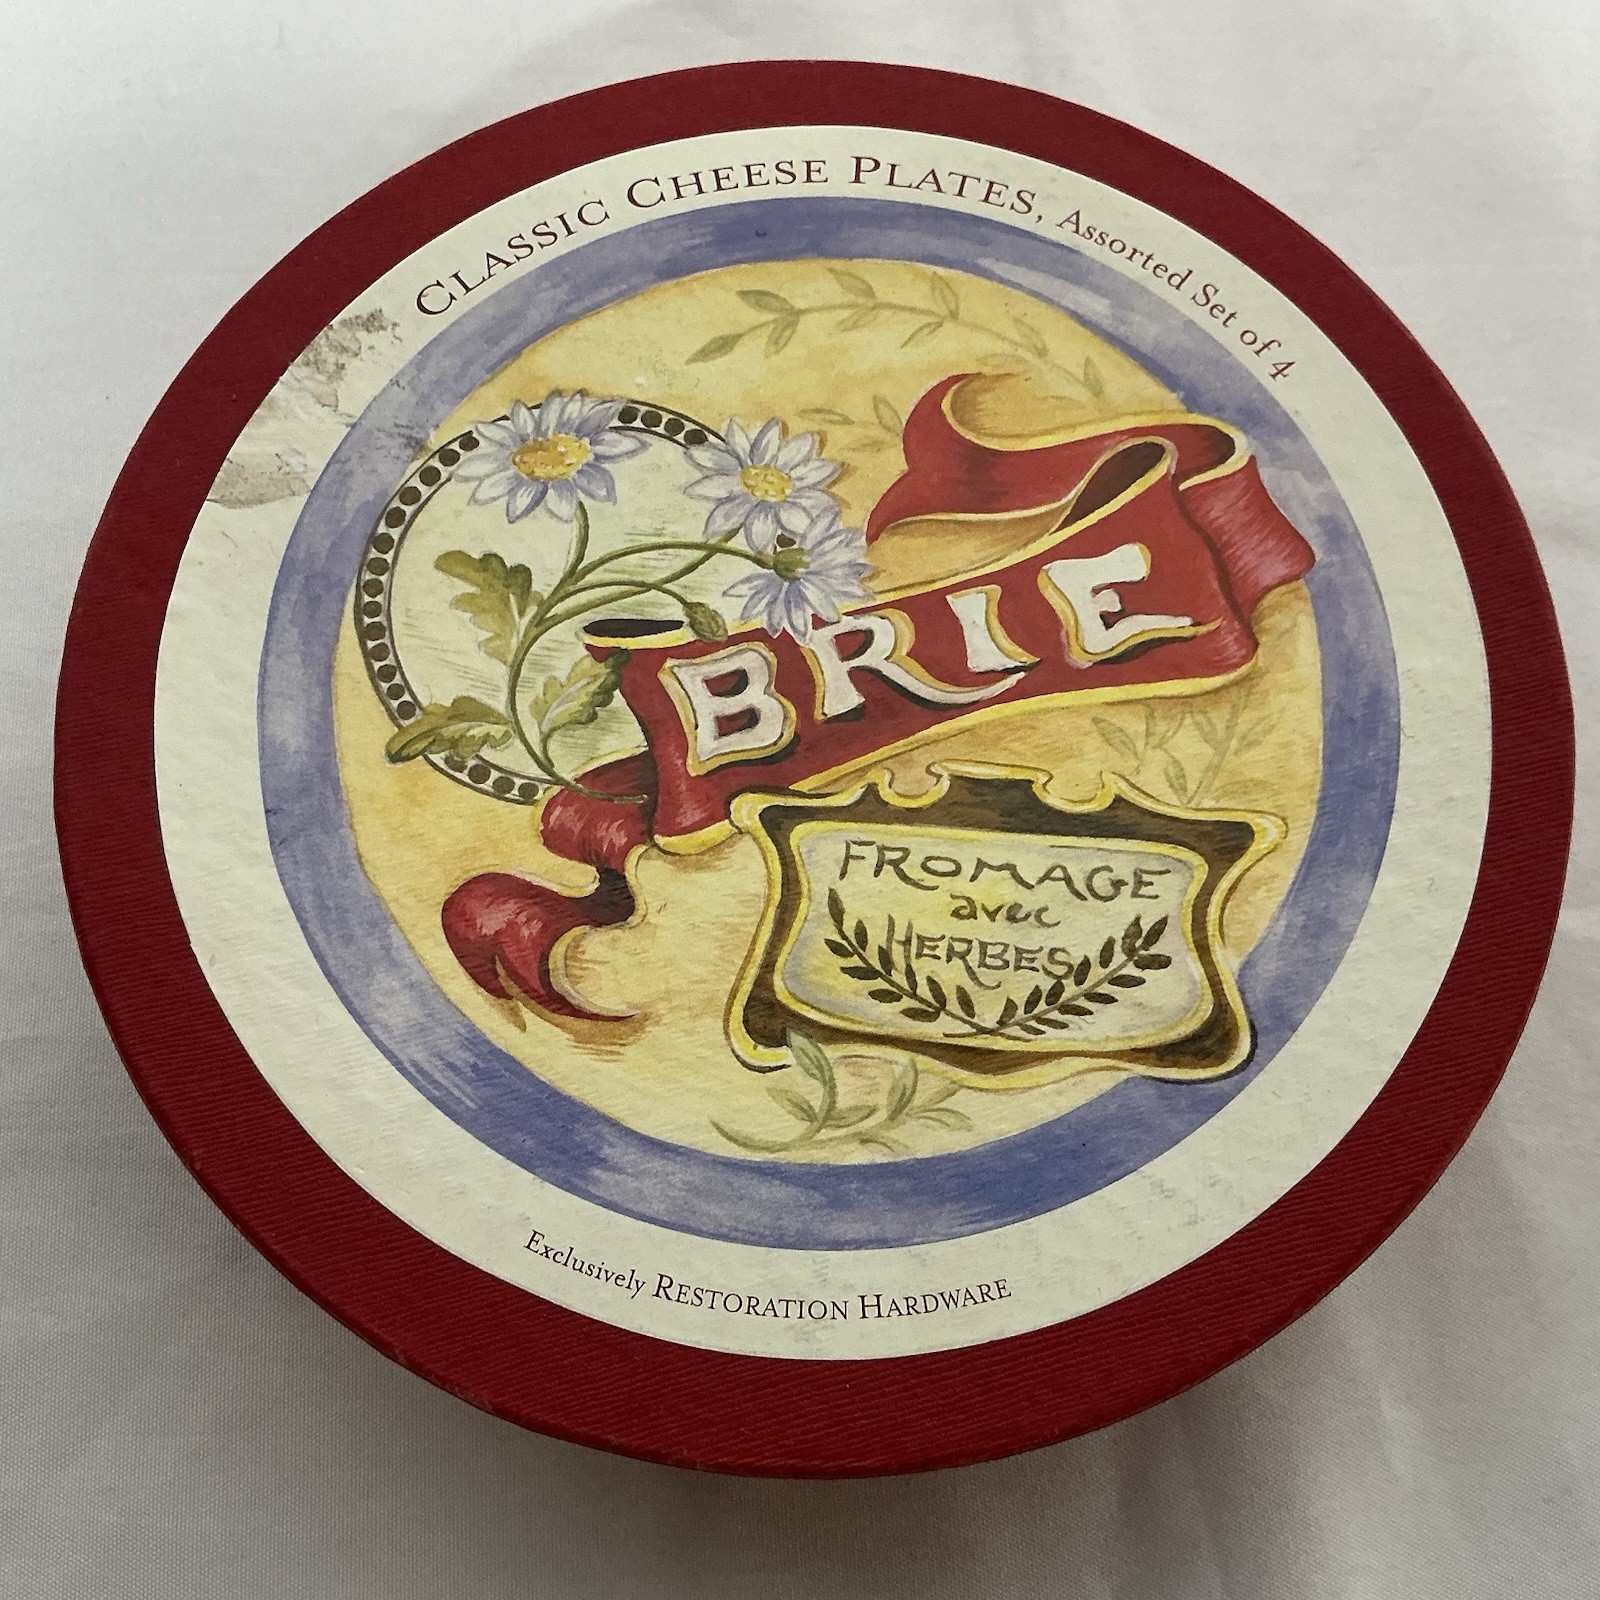 CLASSIC CHEESE PLATES, Assorted Set of 4
BRIE
FROMAGE
avec
HERBES
Exclusively RESTORATION HARDWARE